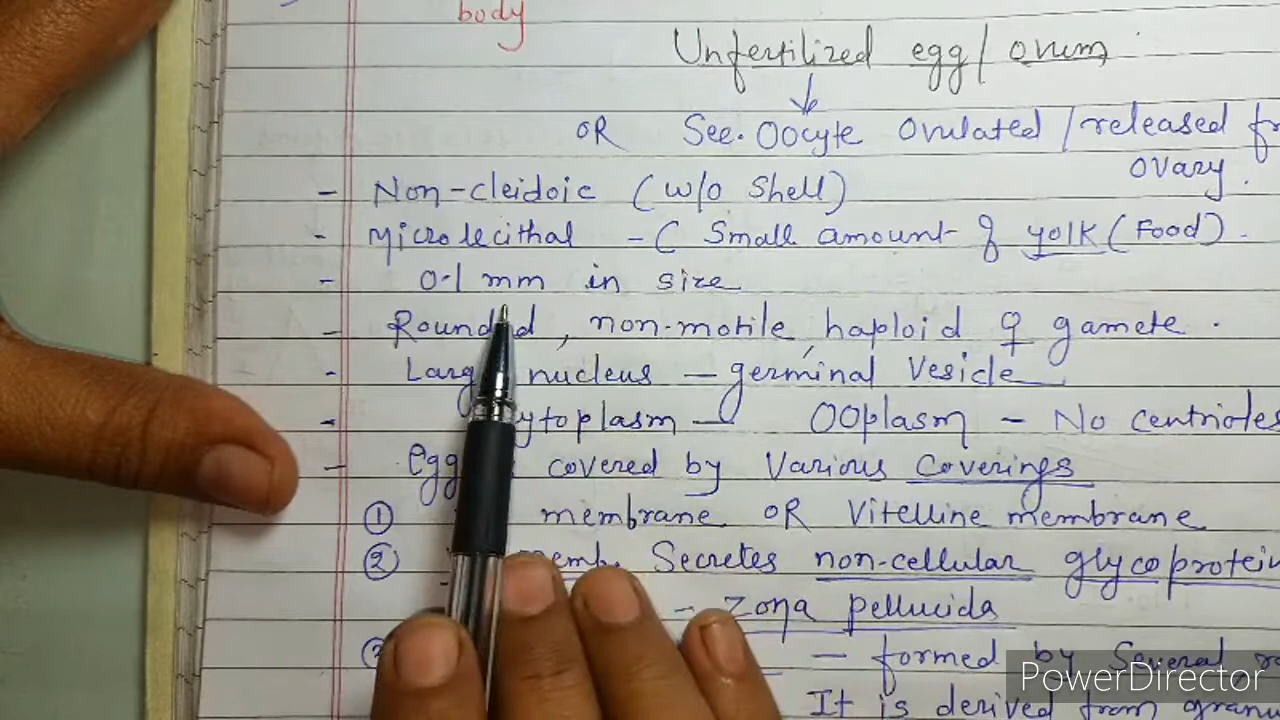 body
Unfertilized egg/ovum
OR Sec. Oocyte Ovulated/released
Ovary.
- Non-cleidoic (w/o Shell)
- Microlecithal - ( Small amount of yolk (Food).
- 0.1 mm in size
- Rounded, non-motile, haploid ♀ gamete.
- nucleus - germinal vesicle
- Ooplasm - No centrioles
- covered by various coverings
① membrane OR Vitelline membrane
② Secretes non-cellular glycoprotein
- Zona pellucida
- formed by Several
It is derived from
PowerDirector